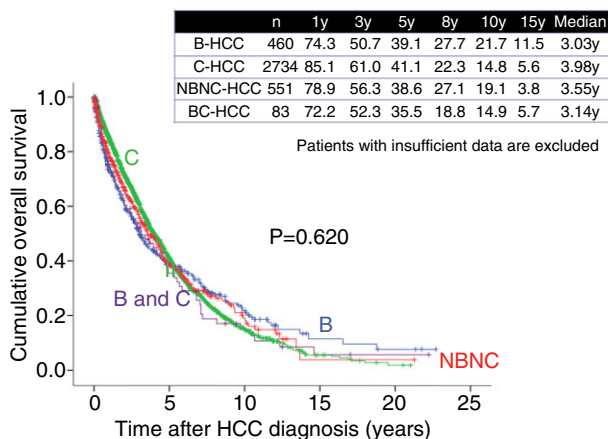 n 1y 3y 5y 8y 10y 15y Median
B-HCC 460 74.3 50.7 39.1 27.7 21.7 11.5 3.03y
C-HCC 2734 85.1 61.0 41.1 22.3 14.8 5.6 3.98y
NBNC-HCC 551 78.9 56.3 38.6 27.1 19.1 3.8 3.55y
BC-HCC 83 72.2 52.3 35.5 18.8 14.9 5.7 3.14y
Patients with insufficient data are excluded
Cumulative overall survival
1.0
0.8
0.6
0.4
0.2
0.0
C
P=0.620
B and C
B
NBNC
0 5 10 15 20 25
Time after HCC diagnosis (years)